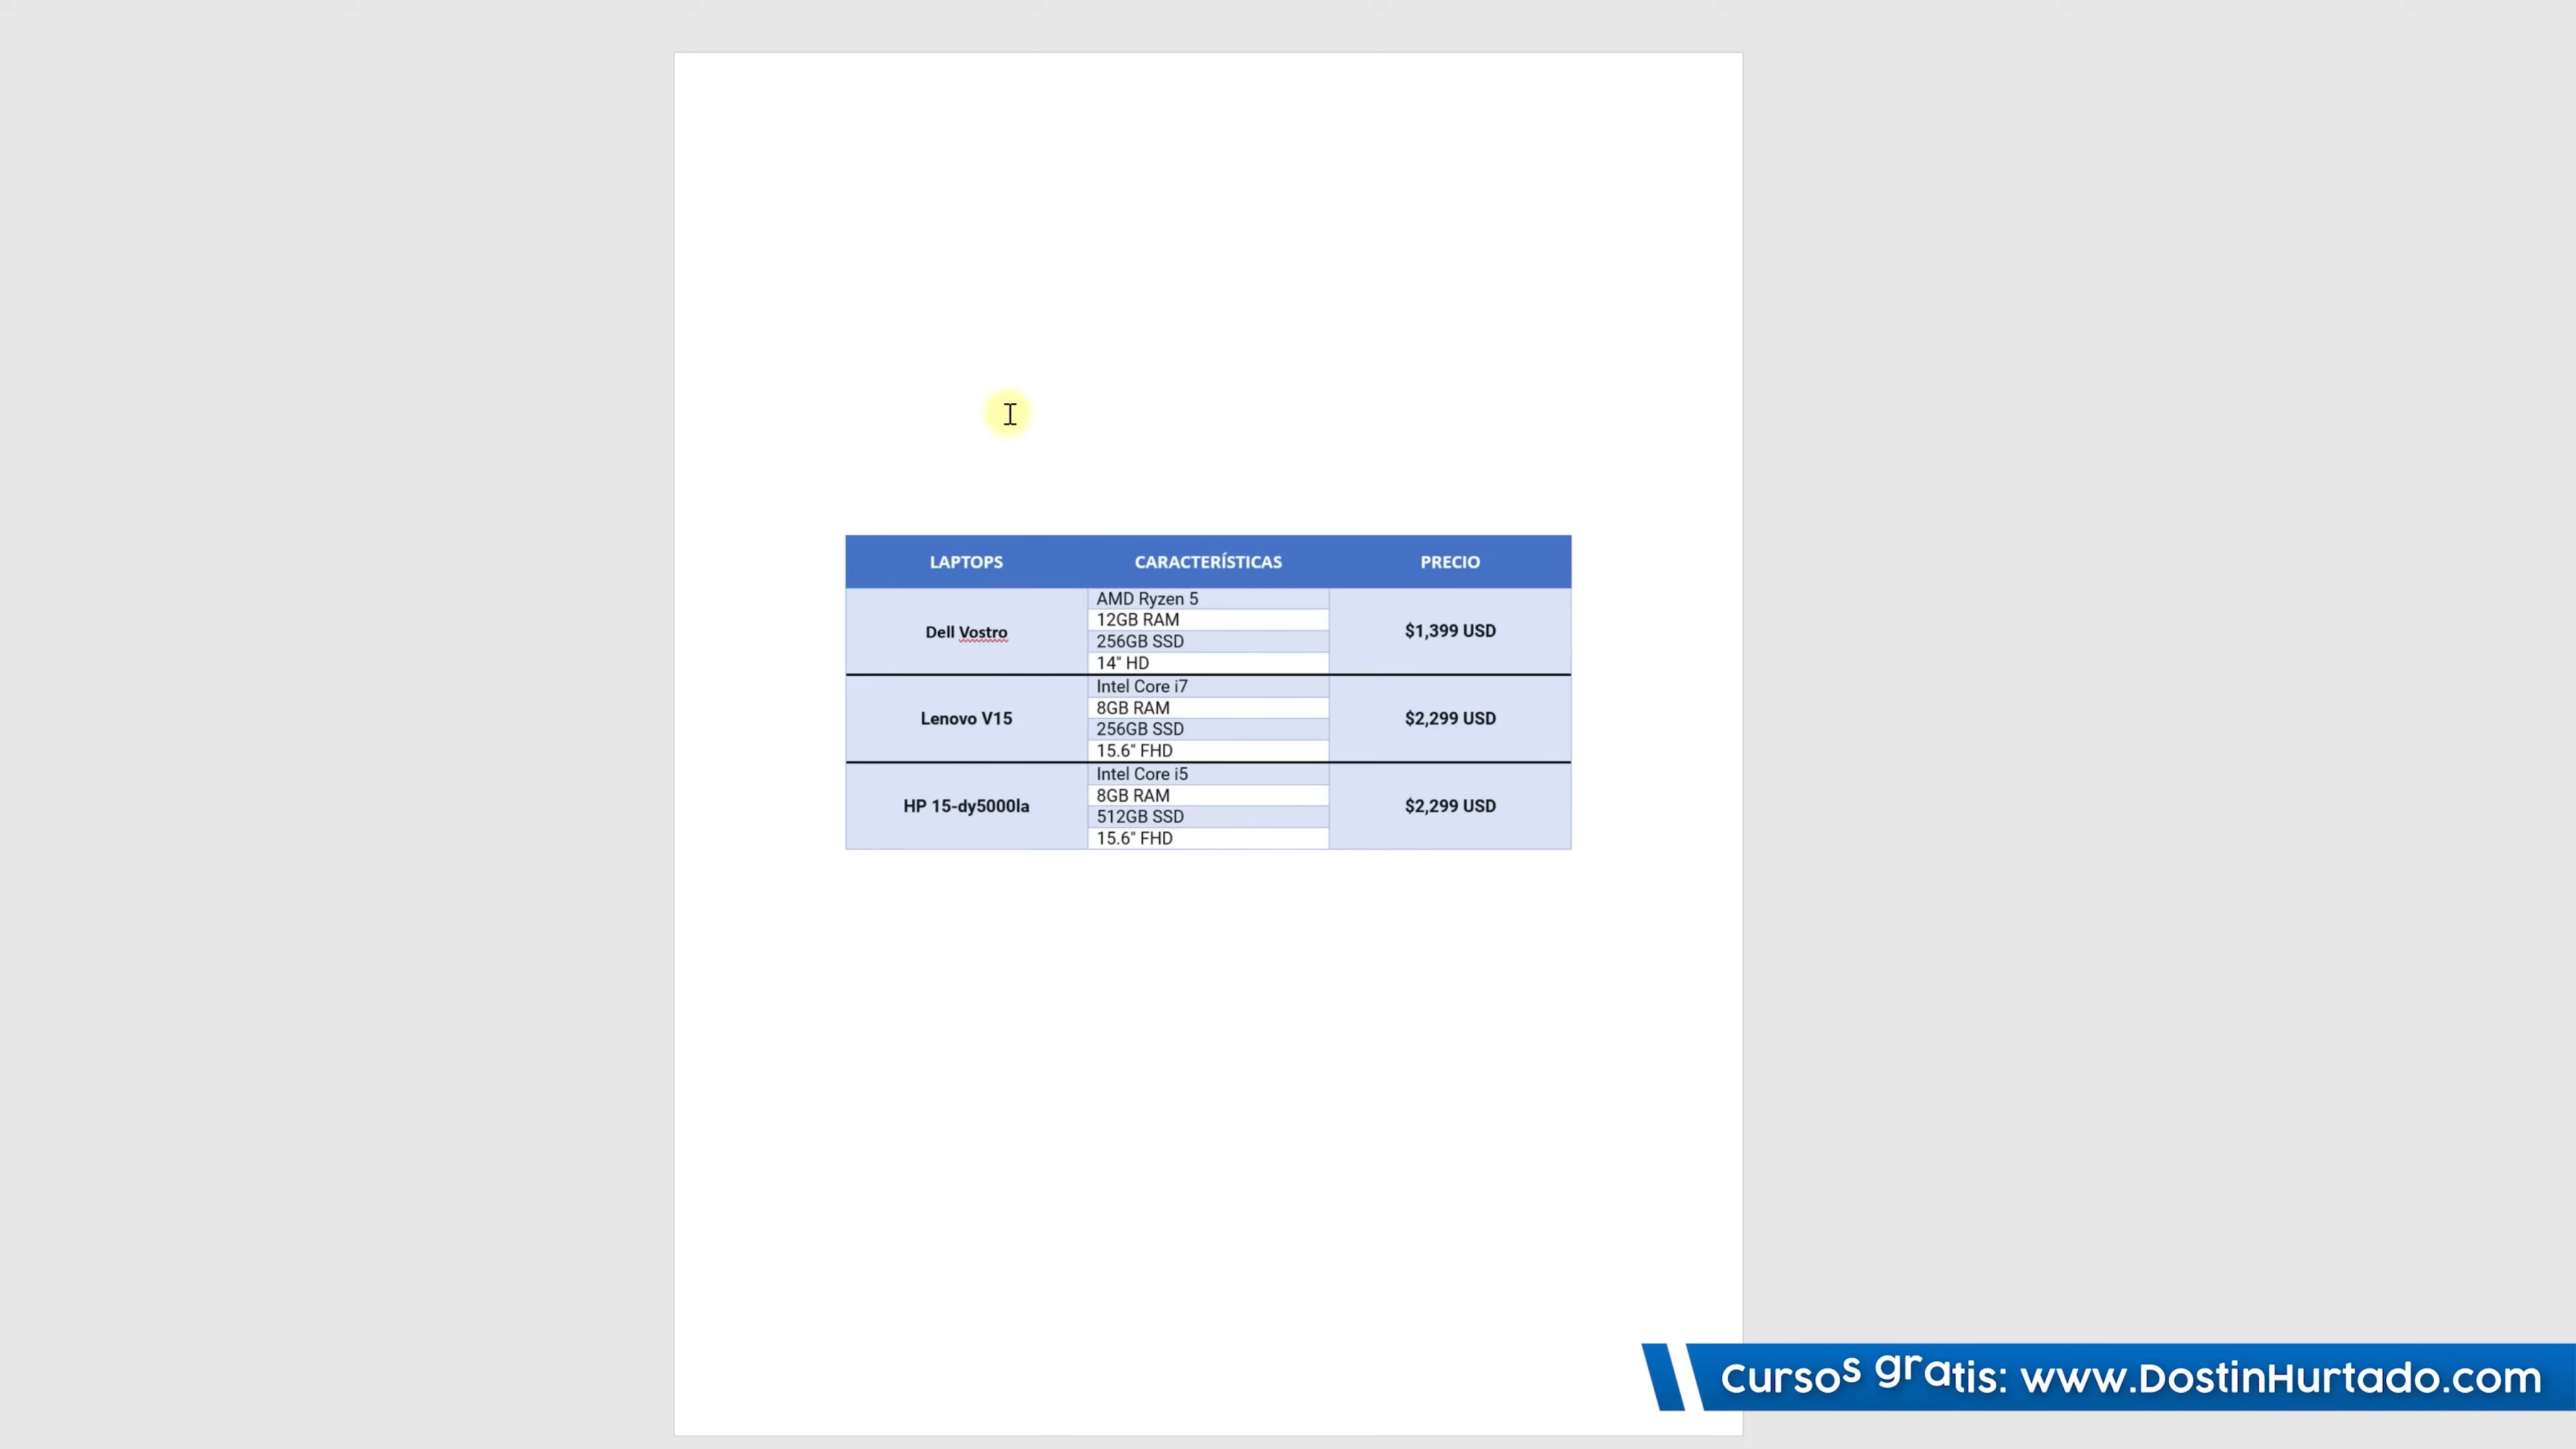 LAPTOPS CARACTERÍSTICAS PRECIO
Dell Vostro AMD Ryzen 5 $1,399 USD
12GB RAM
256GB SSD
14" HD
Lenovo V15 Intel Core i7 $2,299 USD
8GB RAM
256GB SSD
15.6" FHD
HP 15-dy5000la Intel Core i5 $2,299 USD
8GB RAM
512GB SSD
15.6" FHD
Cursos gratis: www.DostinHurtado.com